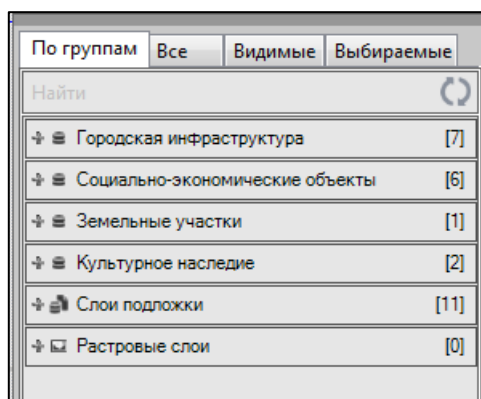 По группам Все Видимые Выбираемые
Найти
Городская инфраструктура [7]
Социально-экономические объекты [6]
Земельные участки [1]
Культурное наследие [2]
Слои подложки [11]
Растровые слои [0]